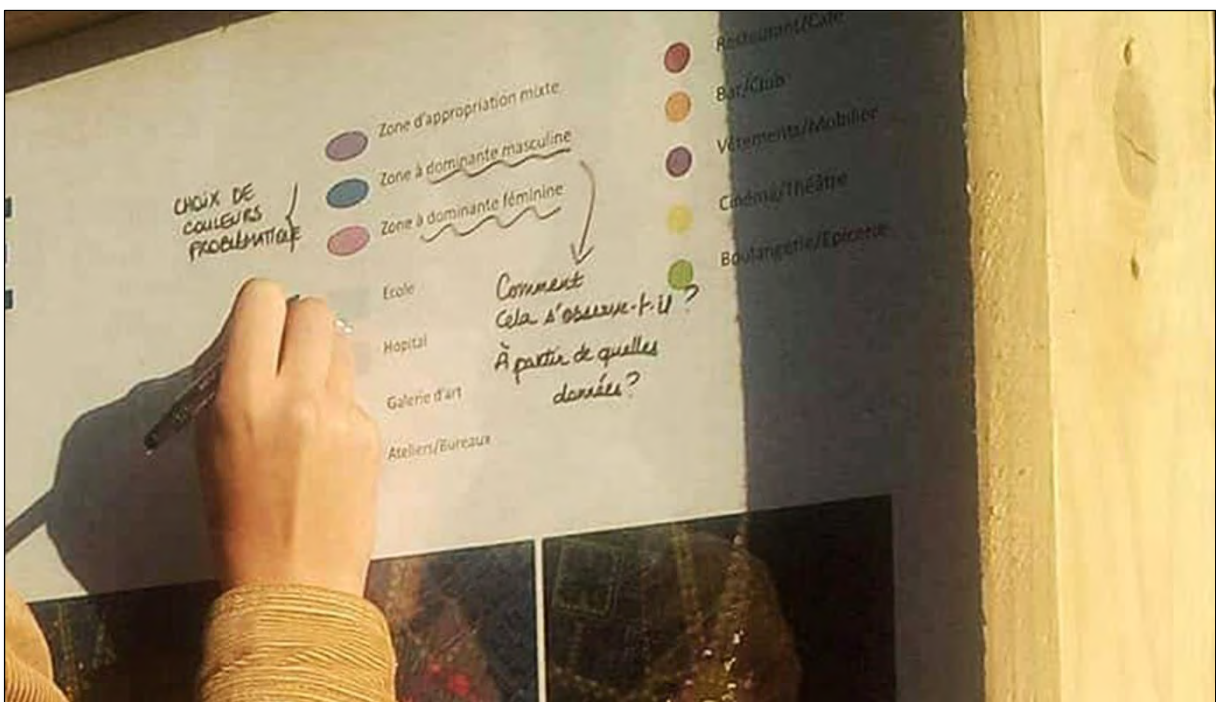 Zone d'appropriation mixte
Zone à dominante masculine
Zone à dominante féminine
Ecole
Hopital
Galerie d'art
Ateliers/Bureaux
Restaurant/Café
Bar/Club
Vêtements/Mobilier
Cinéma/Théâtre
Boulangerie/Epicerie
CHOIX DE
COULEURS
PROBLÉMATIQUE
Comment
Cela s'observe-t-il ?
À partir de quelles
données?